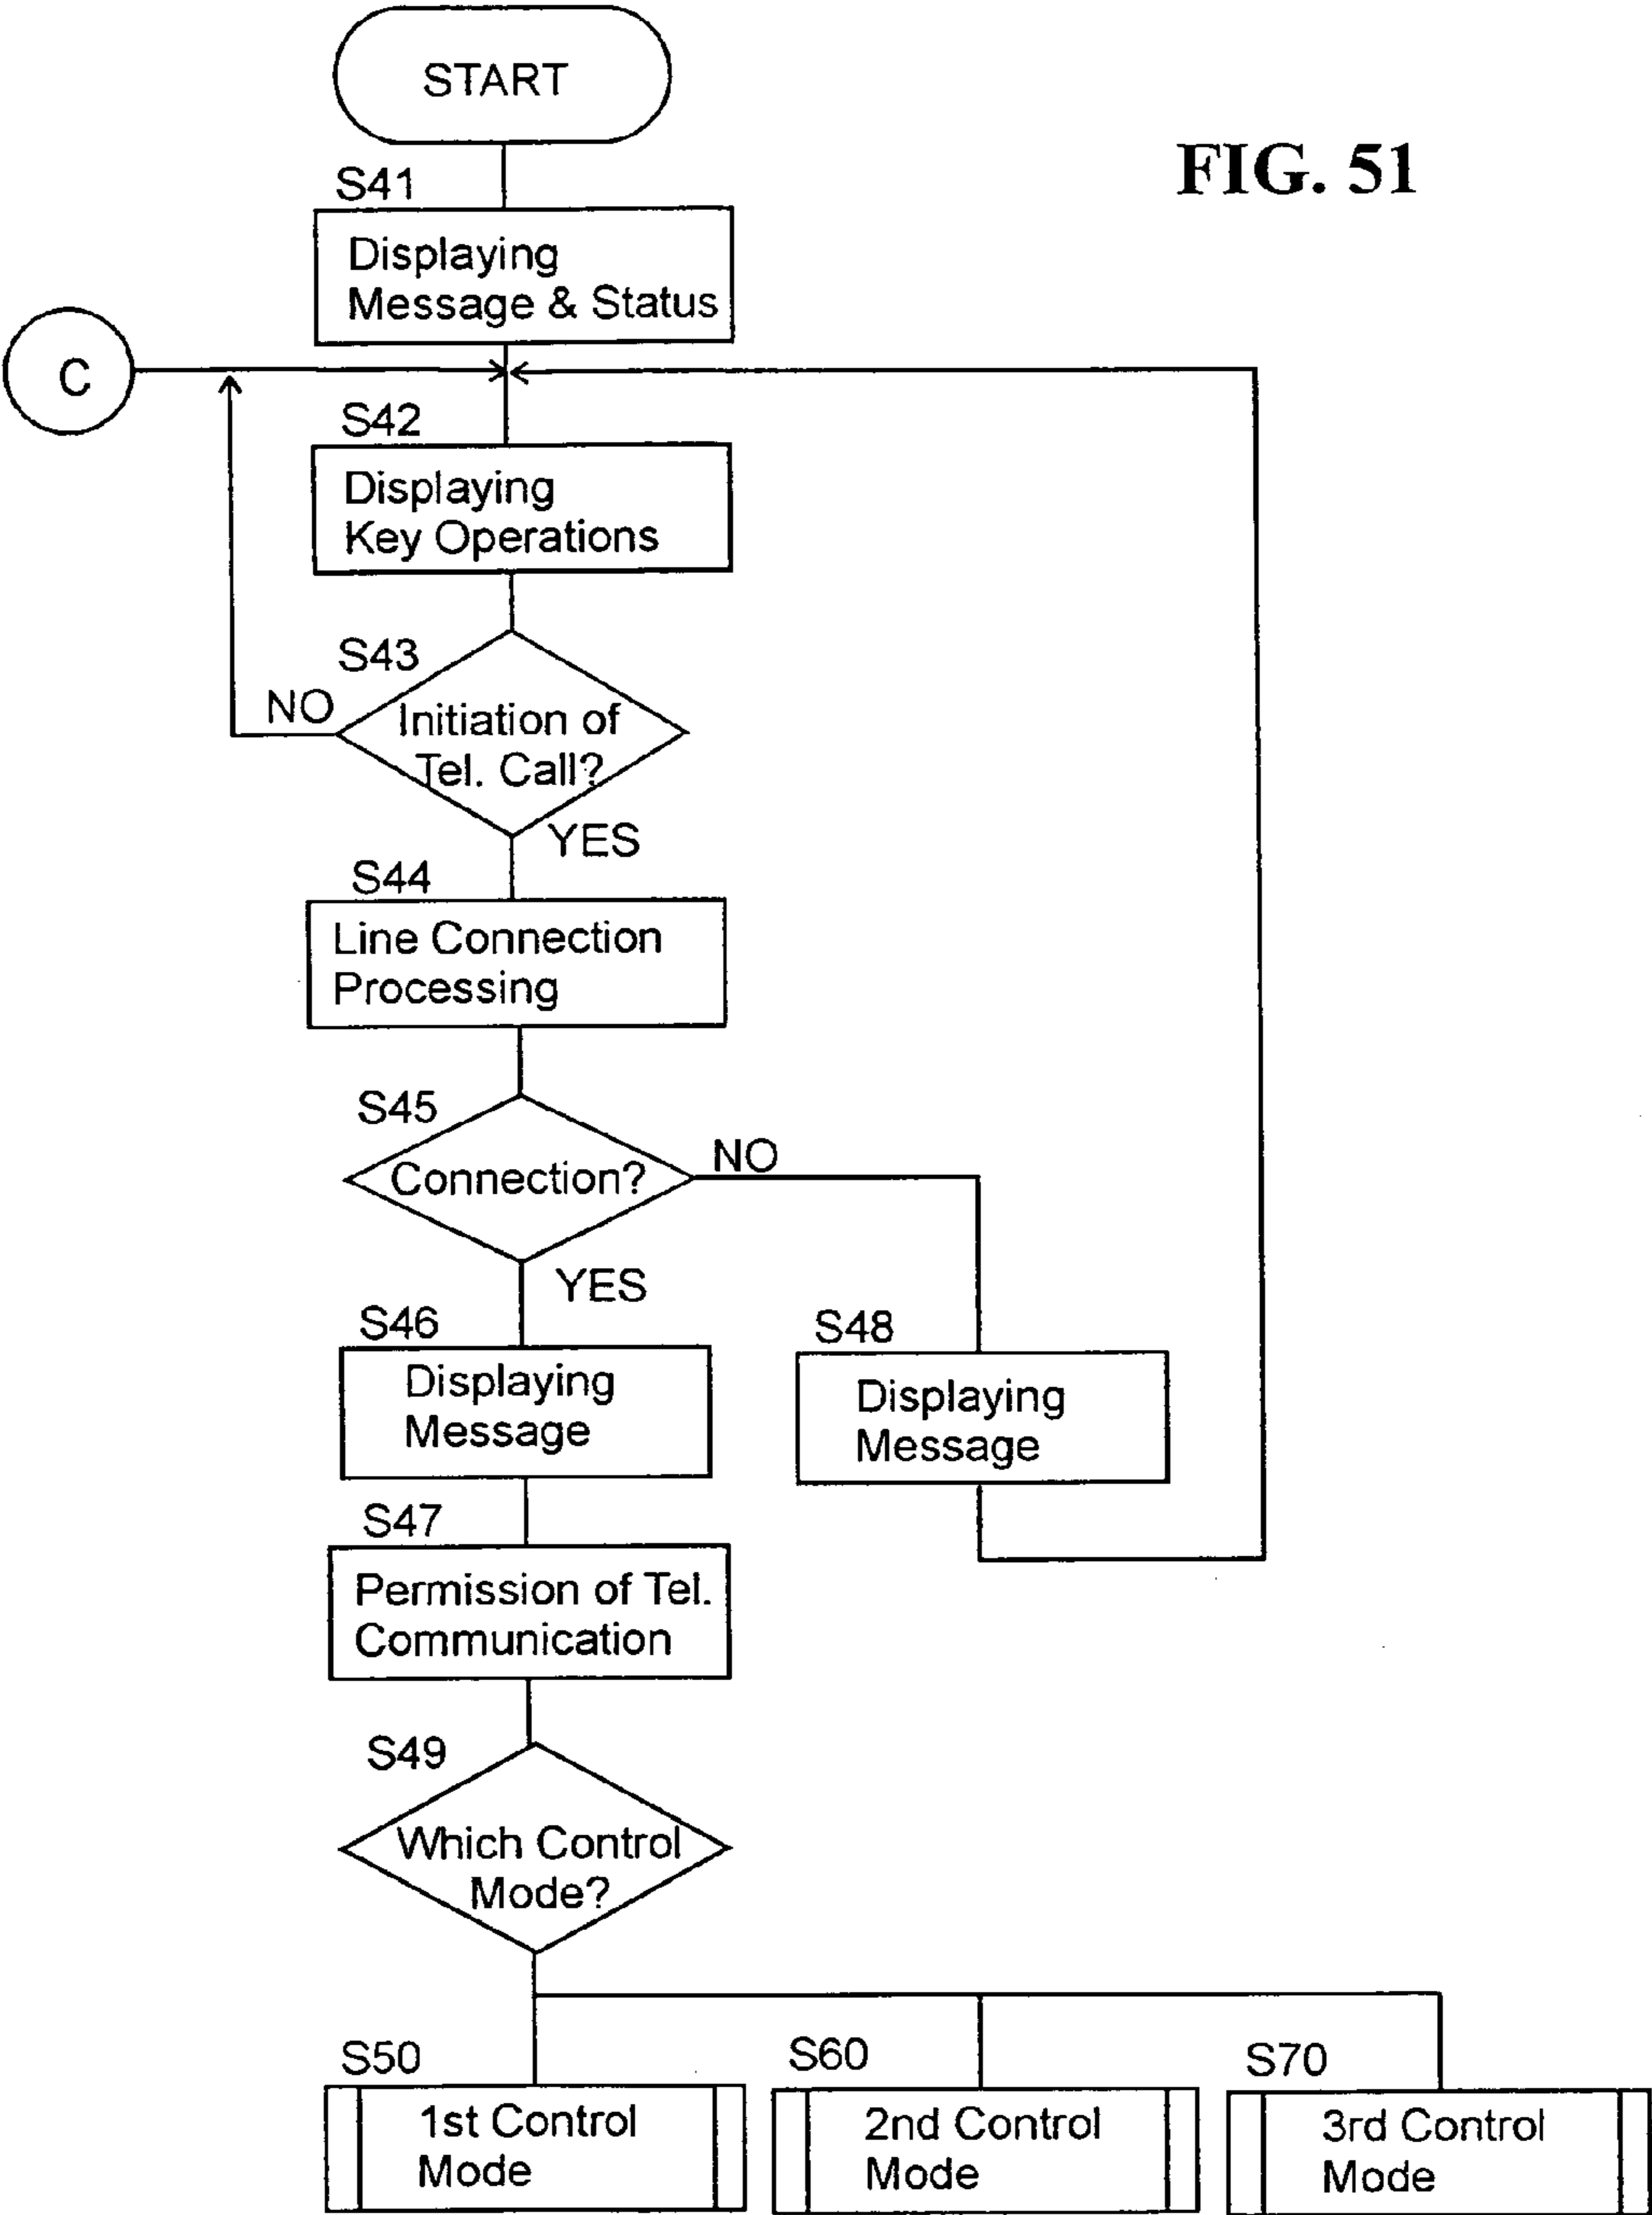 START
FIG. 51
S41
Displaying
Message & Status
C
S42
Displaying
Key Operations
S43
NO
Initiation of
Tel. Call?
YES
S44
Line Connection
Processing
S45
Connection?
NO
YES
S46
Displaying
Message
S48
Displaying
Message
S47
Permission of Tel.
Communication
S49
Which Control
Mode?
S50
1st Control
Mode
S60
2nd Control
Mode
S70
3rd Control
Mode